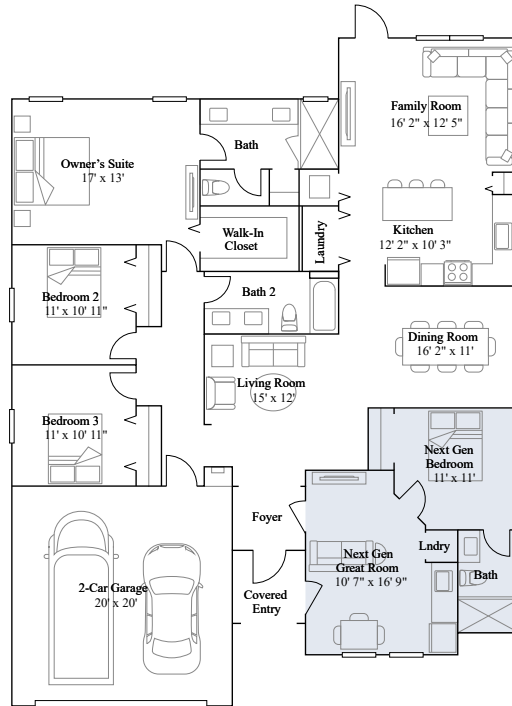 Family Room
16' 2" x 12' 5"
Bath
Owner's Suite
17' x 13'
Walk-In
Closet
Laundry
Kitchen
12' 2" x 10' 3"
Bedroom 2
11' x 10' 11"
Bath 2
Dining Room
16' 2" x 11'
Living Room
15' x 12'
Bedroom 3
11' x 10' 11"
Next Gen
Bedroom
11' x 11'
Foyer
Lndry
Next Gen
Great Room
10' 7" x 16' 9"
Bath
2-Car Garage
20' x 20'
Covered
Entry